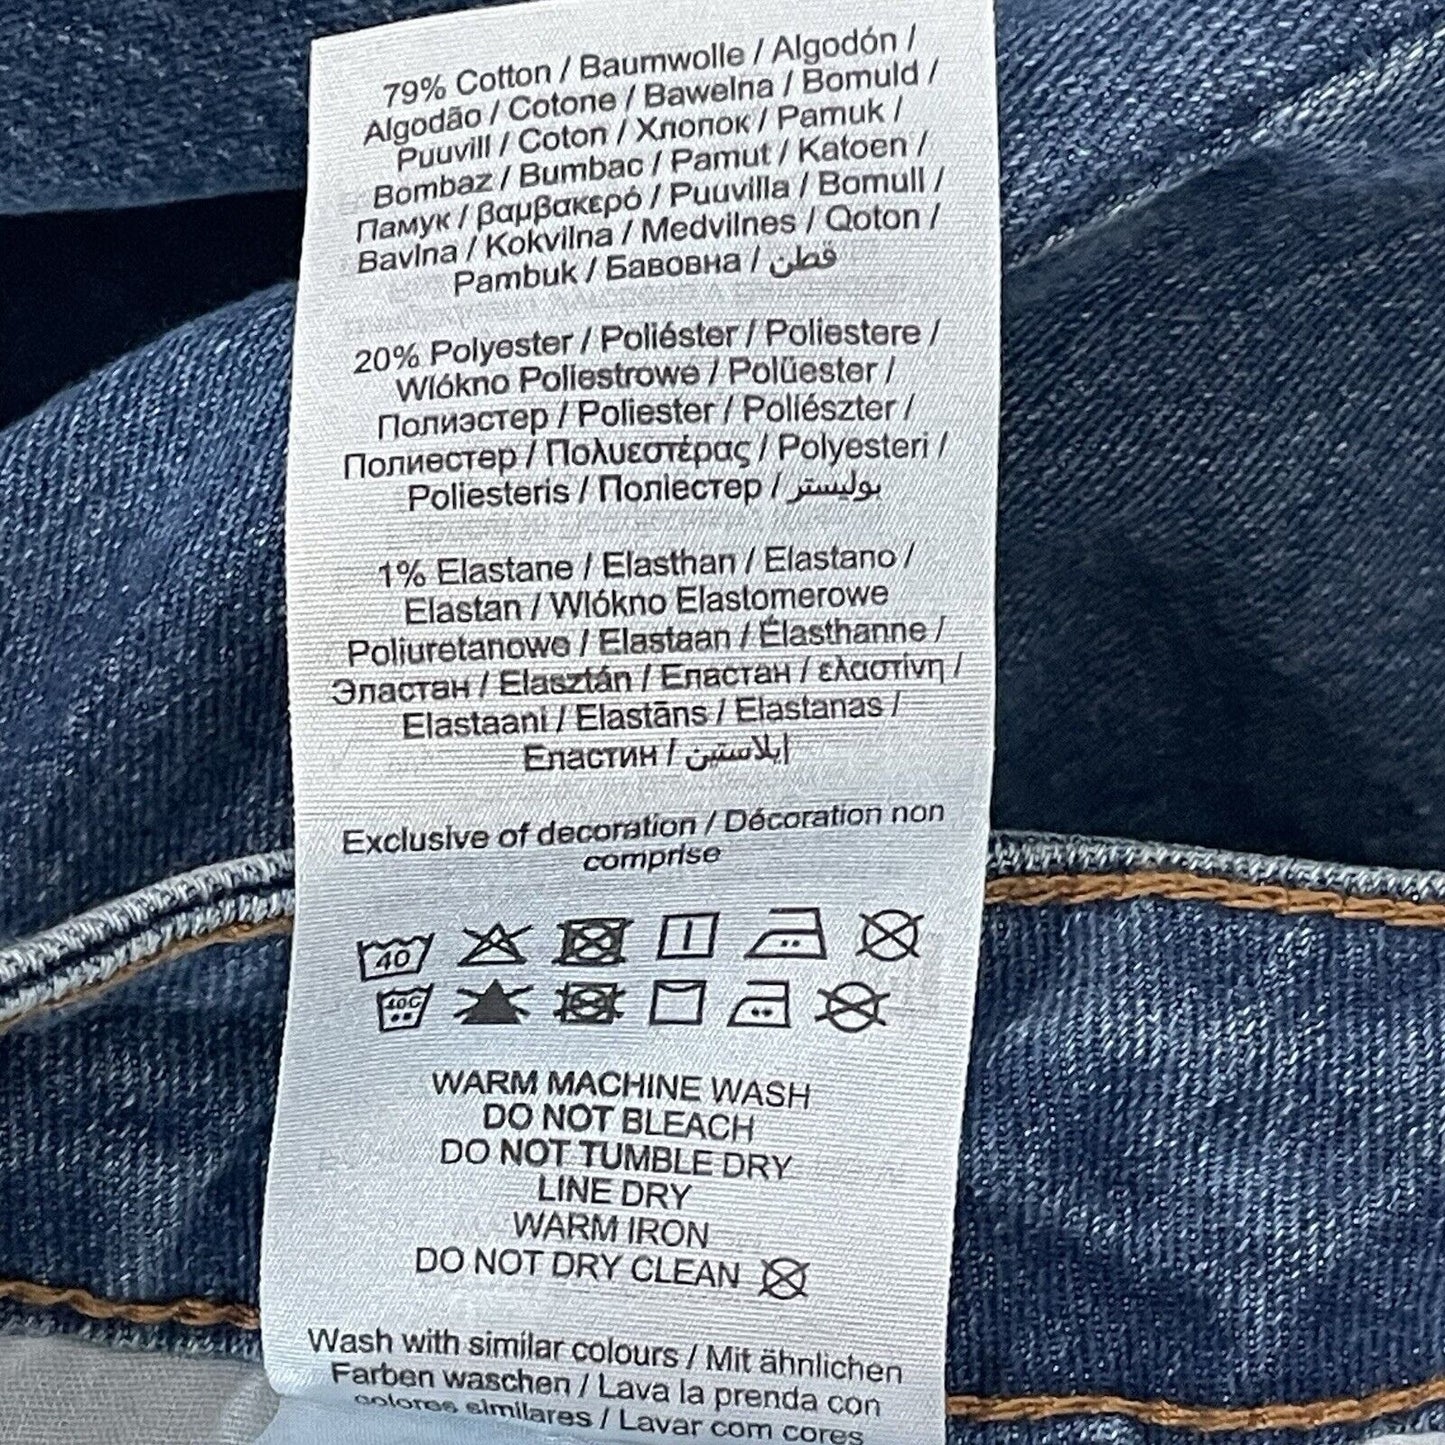 79% Cotton / Baumwolle / Algodón /
Algodão / Cotone / Bawełna / Bomuld /
Puuvill / Coton / Хлопок / Pamuk /
Bombaž / Bumbac / Pamut / Katoen /
Памук / βαμβακερό / Puuvilla / Bomull /
Bavlna / Kokvilna / Medvilnes / Qoton /
Pambuk / Бавовна / قطن
20% Polyester / Poliéster / Poliestere /
Włókno Poliestrowe / Polüester /
Полиэстер / Poliester / Poliészter /
Полиестер / Πολυεστέρας / Polyesteri /
Poliesteris / Поліестер / بوليستر
1% Elastane / Elasthan / Elastano /
Elastan / Włókno Elastomerowe
Poliuretanowe / Elastaan / Élasthanne /
Эластан / Elasztán / Еластан / ελαστίνη /
Elastaani / Elastāns / Elastanas /
Еластин / إيلاستين
Exclusive of decoration / Décoration non
comprise
40
40C
WARM MACHINE WASH
DO NOT BLEACH
DO NOT TUMBLE DRY
LINE DRY
WARM IRON
DO NOT DRY CLEAN
Wash with similar colours / Mit ähnlichen
Farben waschen / Lava la prenda con
colores similares / Lavar com cores